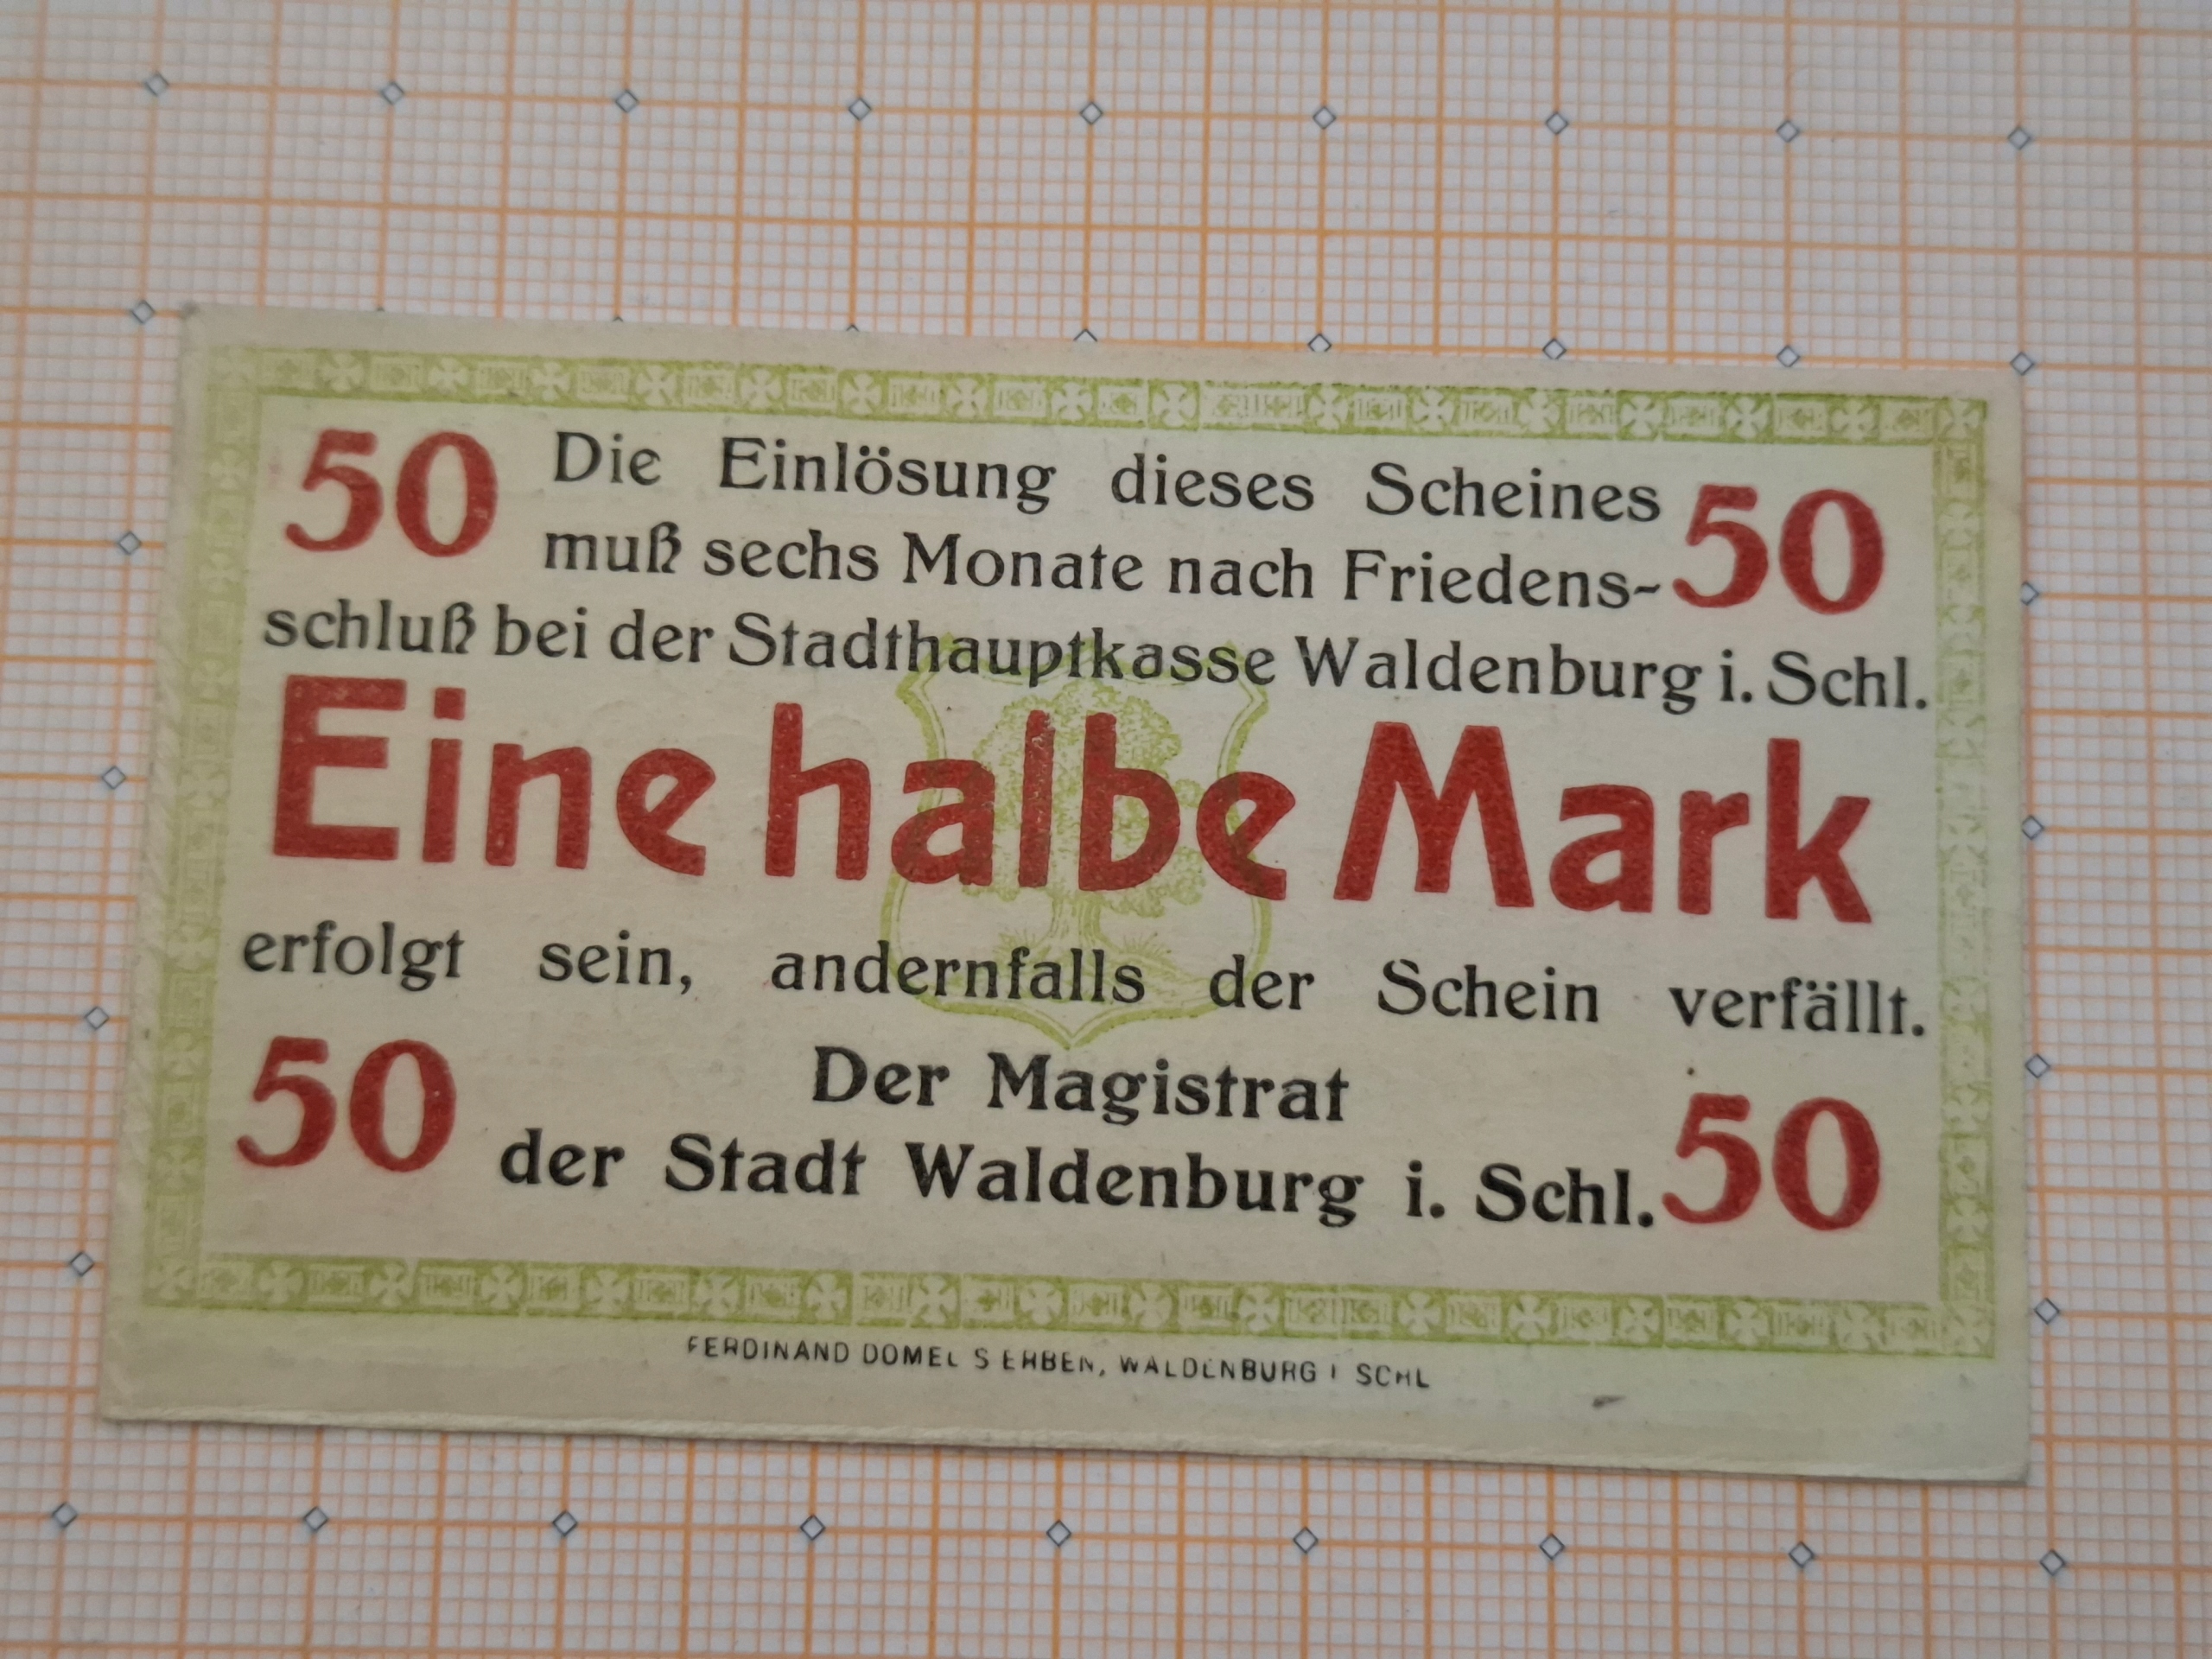 50 Die Einlösung dieses Scheines 50
muß sechs Monate nach Friedens-
schluß bei der Stadthauptkasse Waldenburg i. Schl.
Eine halbe Mark
erfolgt sein, andernfalls der Schein verfällt.
Der Magistrat
50 der Stadt Waldenburg i. Schl. 50
FERDINAND DOMEL'S ERBEN, WALDENBURG I SCHL